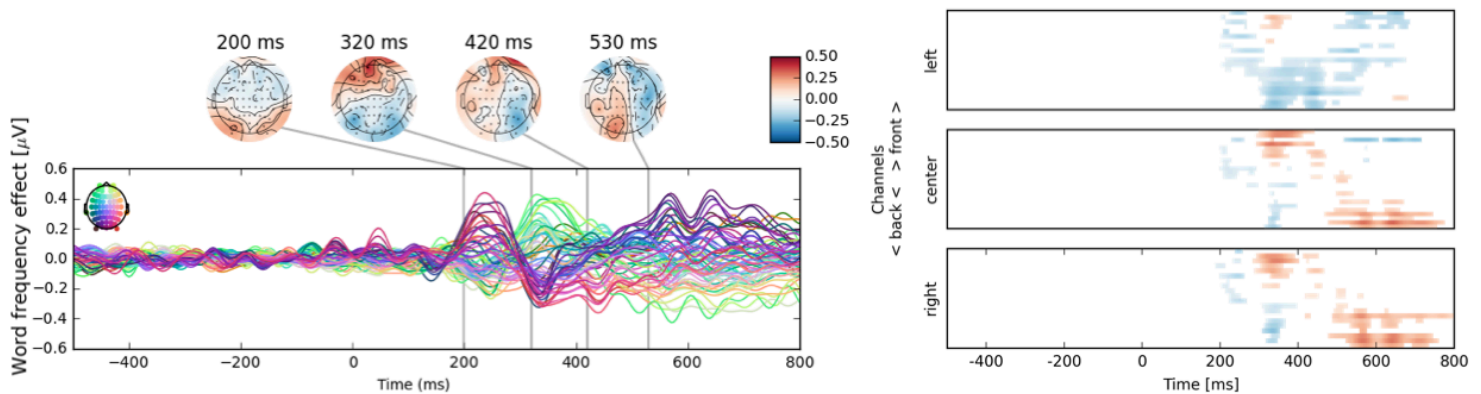 200 ms 320 ms 420 ms 530 ms
0.50
0.25
0.00
−0.25
−0.50
Word frequency effect [μV]
0.6
0.4
0.2
0.0
−0.2
−0.4
−0.6
−400 −200 0 200 400 600 800
Time (ms)
Channels
< back < > front >
left
center
right
-400 -200 0 200 400 600 800
Time [ms]